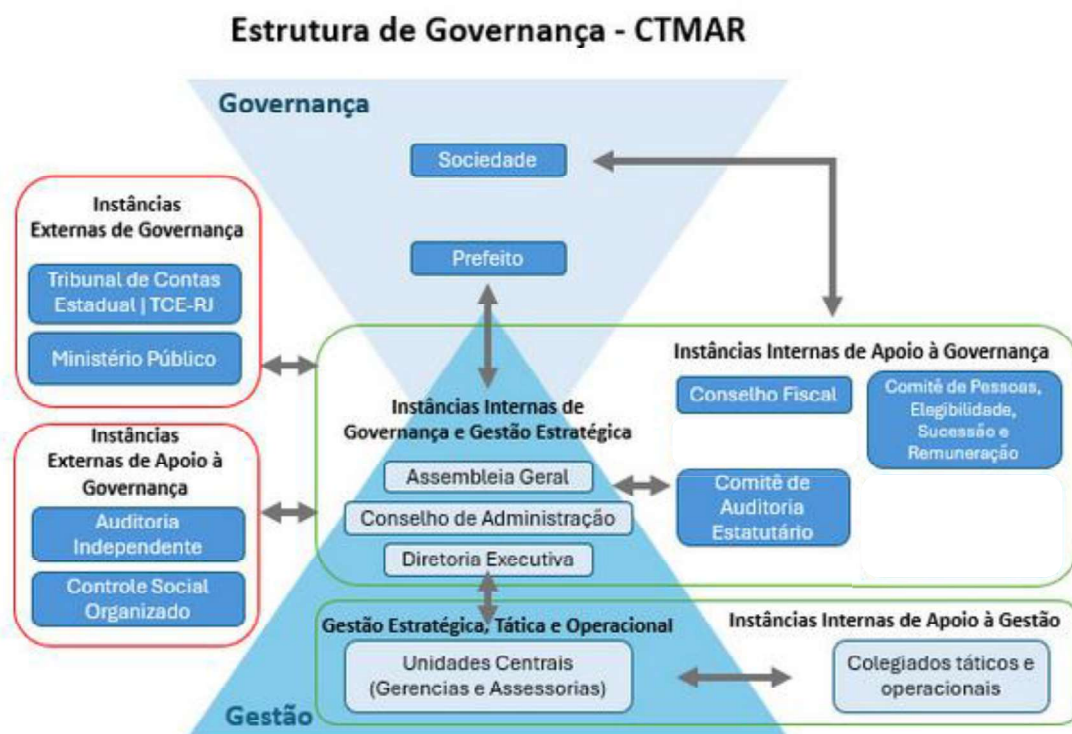 Estrutura de Governança - CTMAR
Governança
Sociedade
Prefeito
Instâncias
Externas de Governança
Tribunal de Contas
Estadual | TCE-RJ
Ministério Público
Instâncias
Externas de Apoio à
Governança
Auditoria
Independente
Controle Social
Organizado
Instâncias Internas de
Governança e Gestão Estratégica
Assembleia Geral
Conselho de Administração
Diretoria Executiva
Instâncias Internas de Apoio à Governança
Conselho Fiscal
Comitê de Pessoas,
Elegibilidade,
Sucessão e
Remuneração
Comitê de
Auditoria
Estatutário
Gestão Estratégica, Tática e Operacional
Unidades Centrais
(Gerencias e Assessorias)
Instâncias Internas de Apoio à Gestão
Colegiados táticos e
operacionais
Gestão